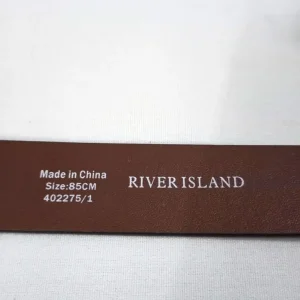 Made in China
Size:85CM
402275/1
RIVER ISLAND